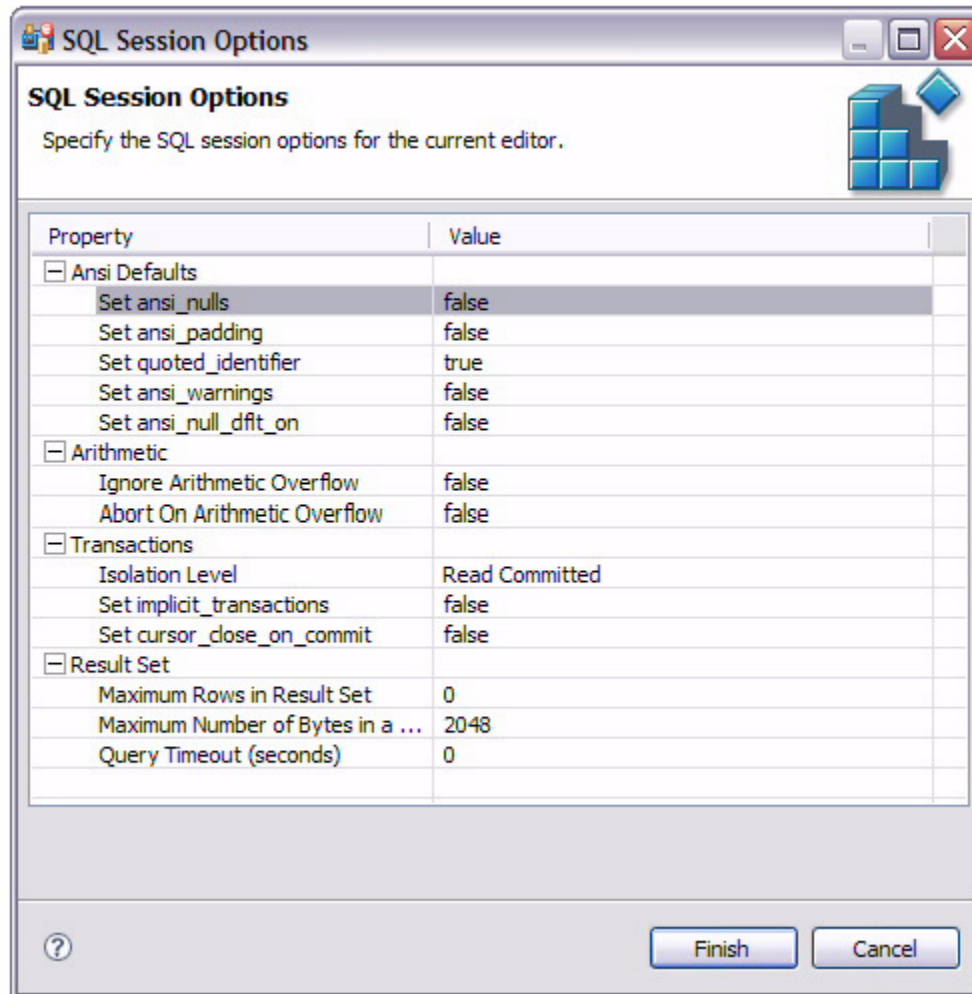 SQL Session Options
SQL Session Options
Specify the SQL session options for the current editor.
Property Value
Ansi Defaults
Set ansi_nulls false
Set ansi_padding false
Set quoted_identifier true
Set ansi_warnings false
Set ansi_null_dflt_on false
Arithmetic
Ignore Arithmetic Overflow false
Abort On Arithmetic Overflow false
Transactions
Isolation Level Read Committed
Set implicit_transactions false
Set cursor_close_on_commit false
Result Set
Maximum Rows in Result Set 0
Maximum Number of Bytes in a ... 2048
Query Timeout (seconds) 0
? Finish Cancel